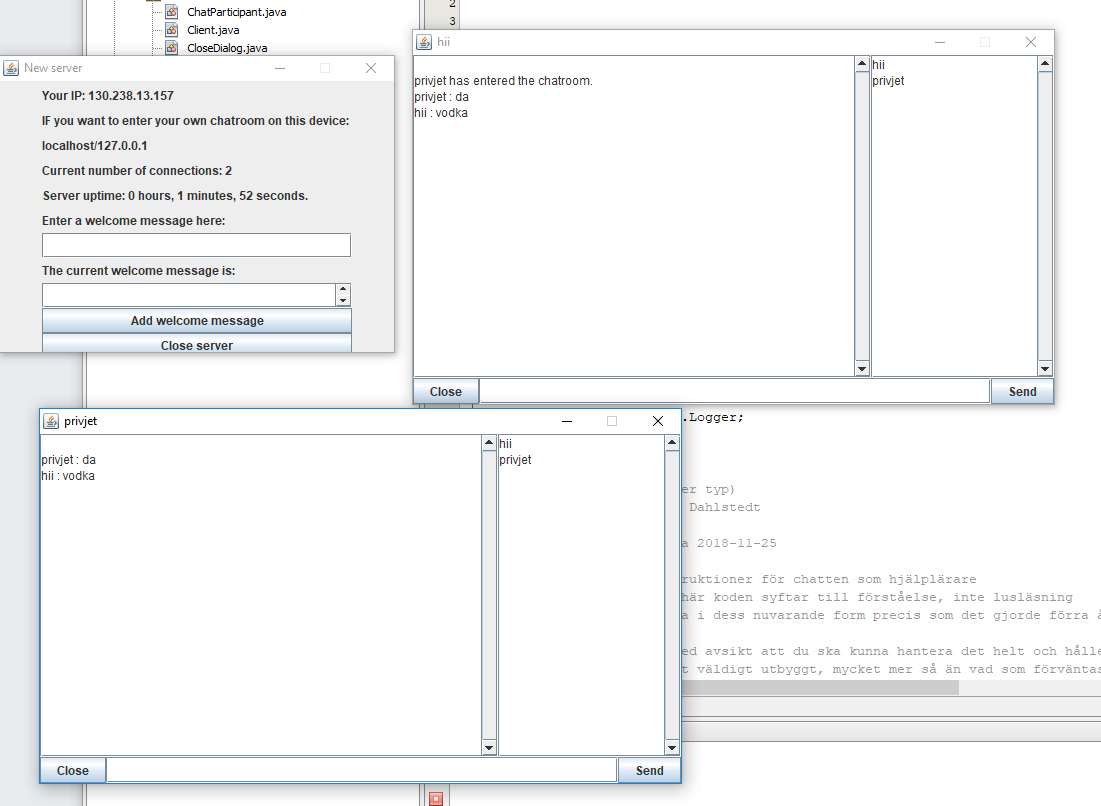 ChatParticipant.java
Client.java
CloseDialog.java
2
3
New server
Your IP: 130.238.13.157
IF you want to enter your own chatroom on this device:
localhost/127.0.0.1
Current number of connections: 2
Server uptime: 0 hours, 1 minutes, 52 seconds.
Enter a welcome message here:
The current welcome message is:
Add welcome message
Close server
hii
privjet has entered the chatroom.
privjet : da
hii : vodka
hii
privjet
Close
Send
privjet
privjet : da
hii : vodka
hii
privjet
Close
Send
.Logger;
er typ)
Dahlstedt
a 2018-11-25
ruktioner för chatten som hjälplärare
här koden syftar till förståelse, inte lusläsning
a i dess nuvarande form precis som det gjorde förra
ed avsikt att du ska kunna hantera det helt och hålle
t väldigt utbyggt, mycket mer så än vad som förväntas